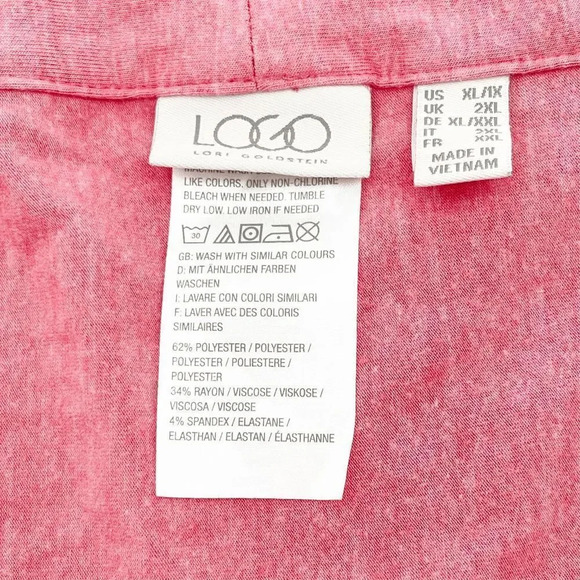 LOGO
LORI GOLDSTEIN
US XL/1X
UK 2XL
DE XL/XXL
IT 2XL
FR XXL
MADE IN
VIETNAM
MACHINE WASH
LIKE COLORS. ONLY NON-CHLORINE
BLEACH WHEN NEEDED. TUMBLE
DRY LOW. LOW IRON IF NEEDED
30
GB: WASH WITH SIMILAR COLOURS
D: MIT ÄHNLICHEN FARBEN
WASCHEN
I: LAVARE CON COLORI SIMILARI
F: LAVER AVEC DES COLORIS
SIMILAIRES
62% POLYESTER / POLYESTER /
POLYESTER / POLIESTERE /
POLYESTER
34% RAYON / VISCOSE / VISKOSE /
VISCOSA / VISCOSE
4% SPANDEX / ELASTANE /
ELASTHAN / ELASTAN / ÉLASTHANNE